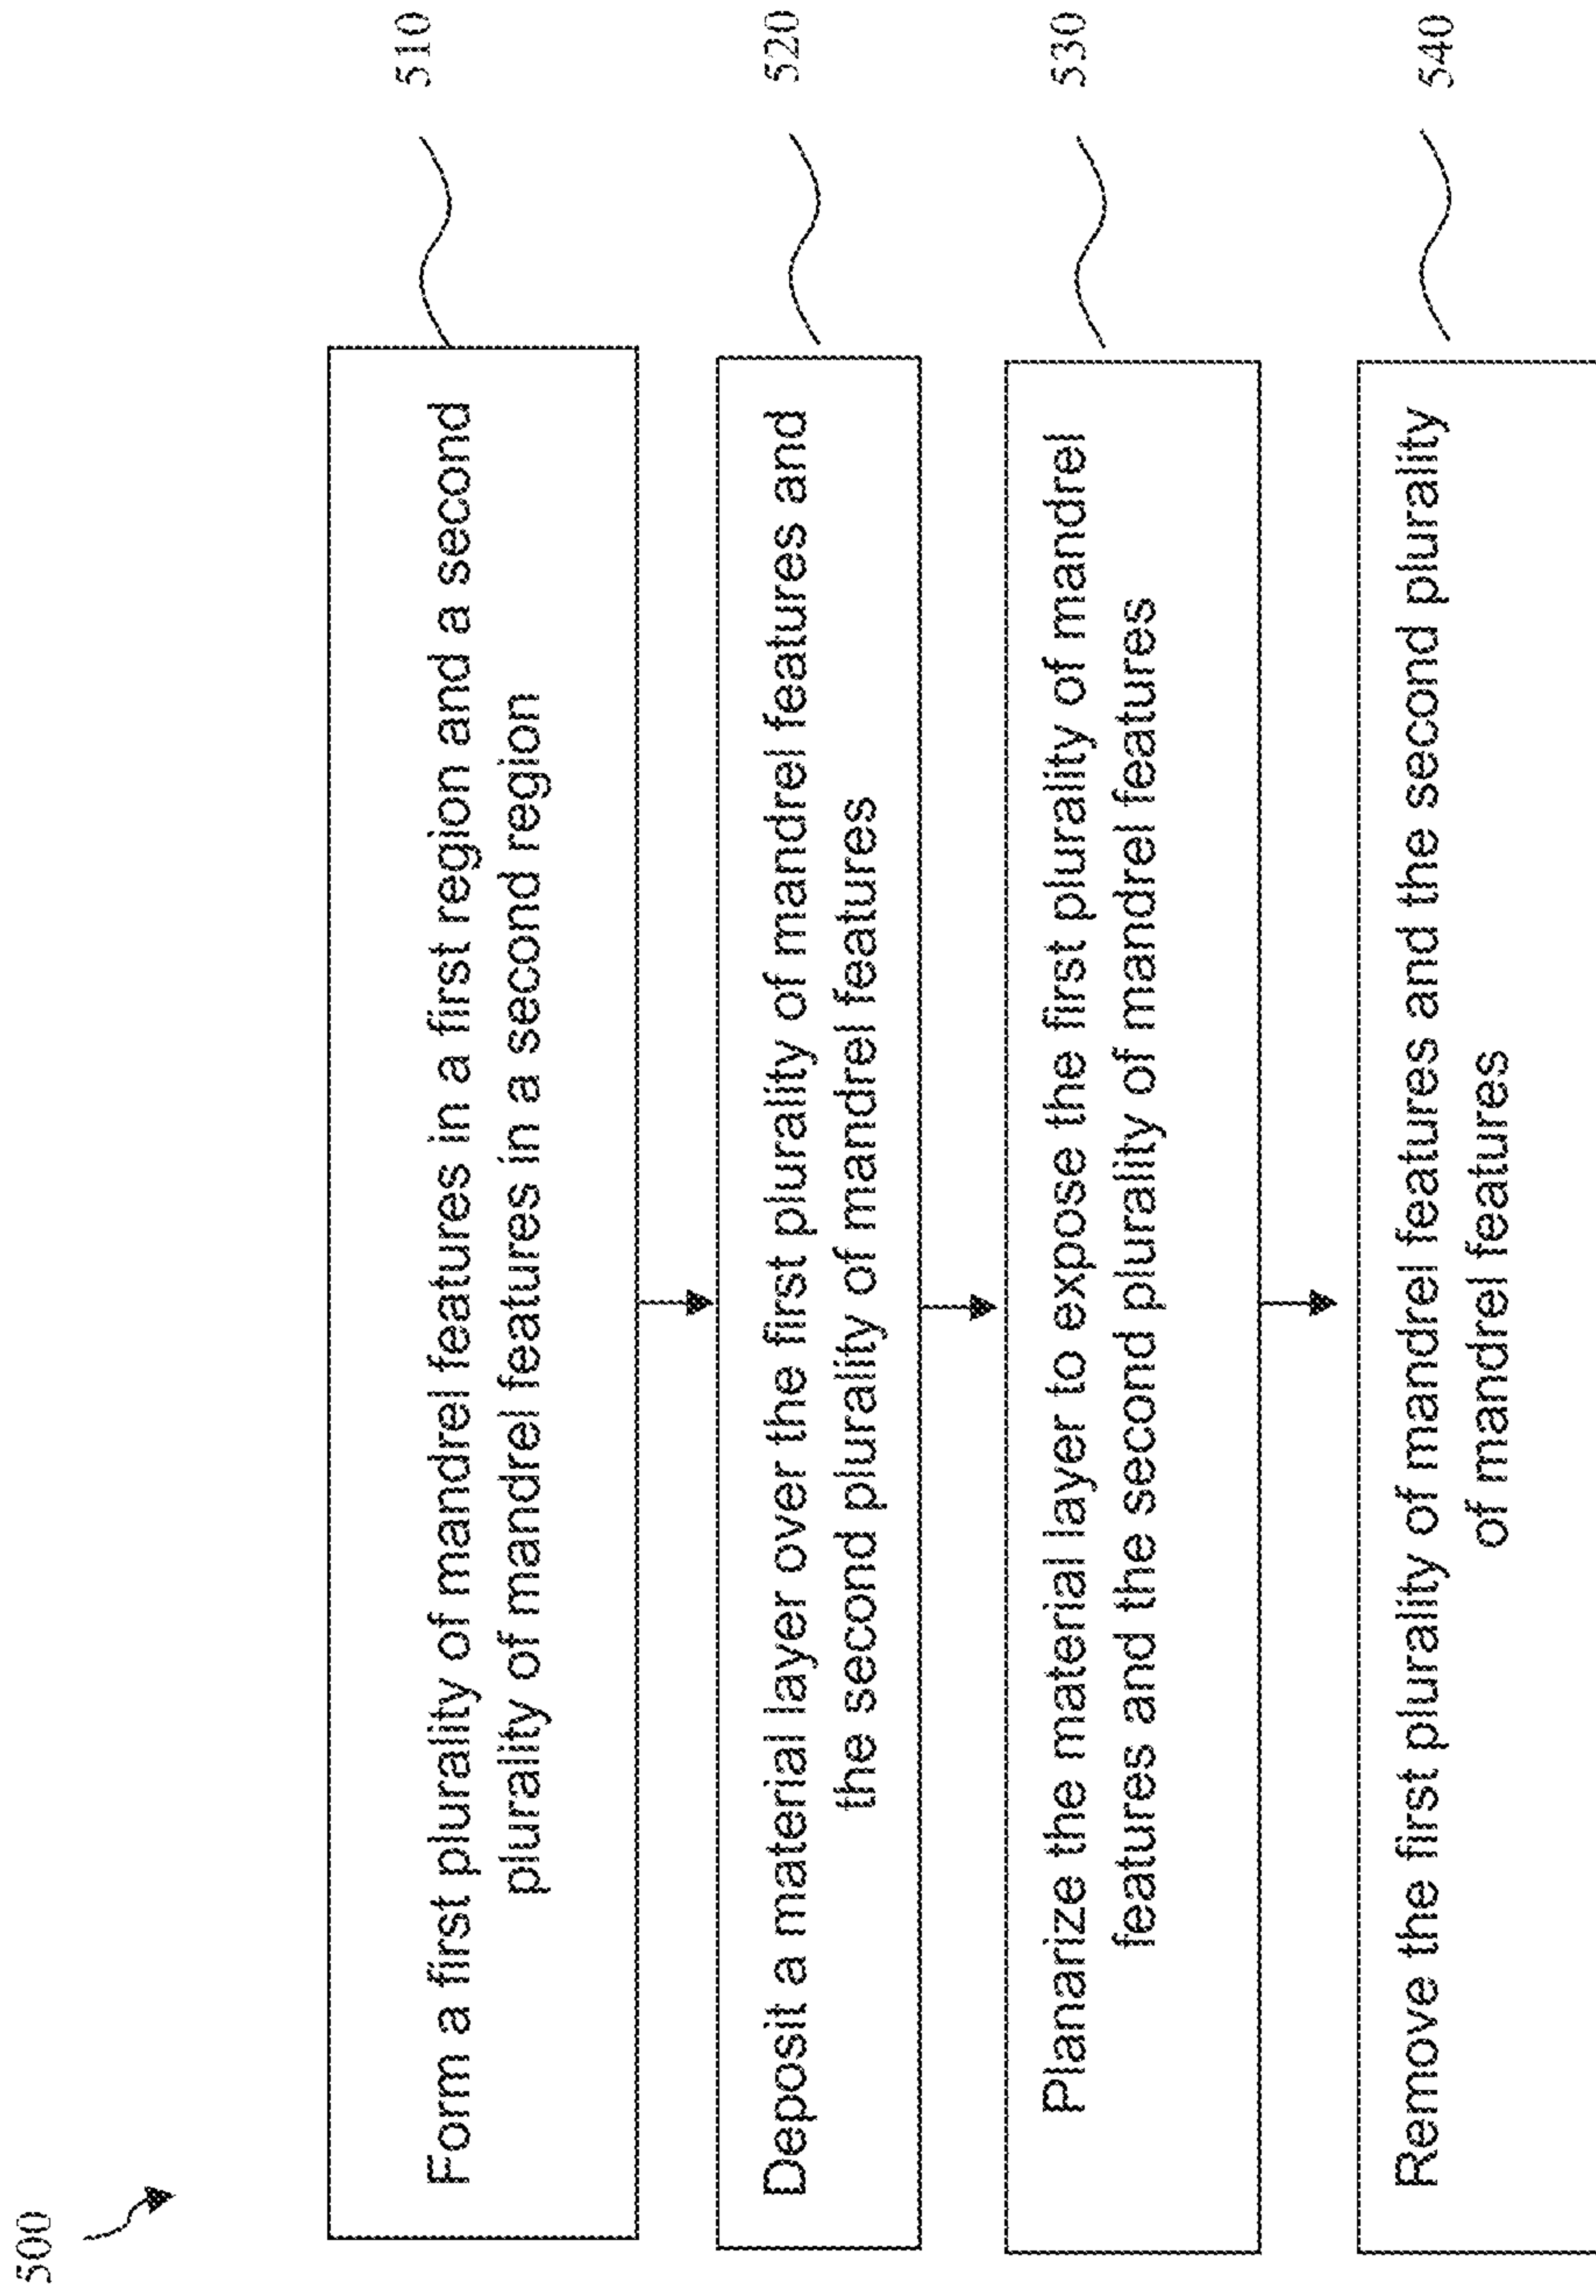 500
Form a first plurality of mandrel features in a first region and a second
plurality of mandrel features in a second region
510
Deposit a material layer over the first plurality of mandrel features and
the second plurality of mandrel features
520
Planarize the material layer to expose the first plurality of mandrel
features and the second plurality of mandrel features
530
Remove the first plurality of mandrel features and the second plurality
of mandrel features
540